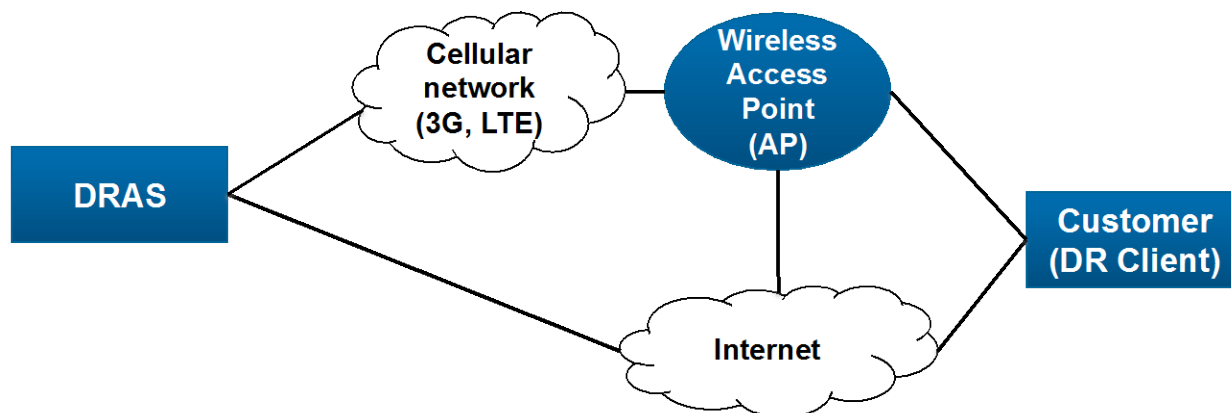 Cellular
network
(3G, LTE)
Wireless
Access
Point
(AP)
DRAS
Customer
(DR Client)
Internet